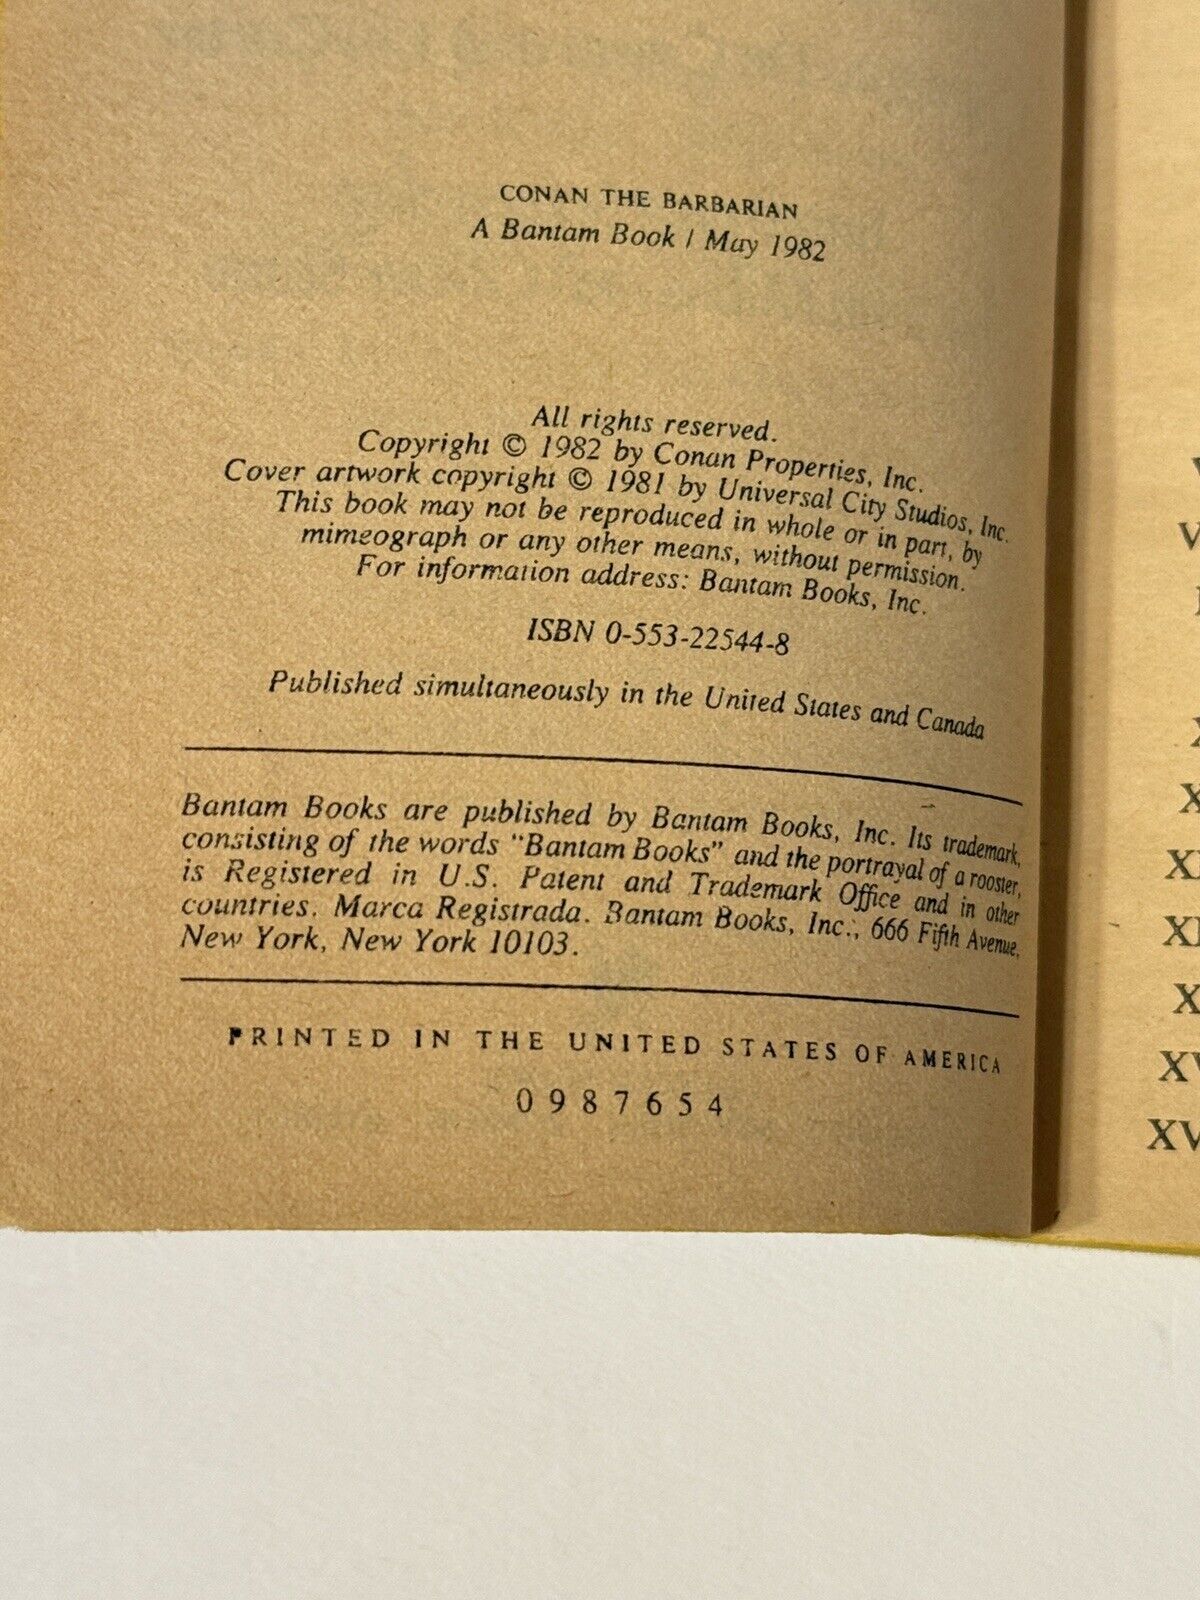 CONAN THE BARBARIAN
A Bantam Book / May 1982
All rights reserved.
Copyright © 1982 by Conan Properties, Inc.
Cover artwork copyright © 1981 by Universal City Studios, Inc.
This book may not be reproduced in whole or in part, by
mimeograph or any other means, without permission.
For information address: Bantam Books, Inc.
ISBN 0-553-22544-8
Published simultaneously in the United States and Canada
Bantam Books are published by Bantam Books, Inc. Its trademark,
consisting of the words "Bantam Books" and the portrayal of a rooster,
is Registered in U.S. Patent and Trademark Office and in other
countries. Marca Registrada. Bantam Books, Inc., 666 Fifth Avenue,
New York, New York 10103.
PRINTED IN THE UNITED STATES OF AMERICA
0 9 8 7 6 5 4